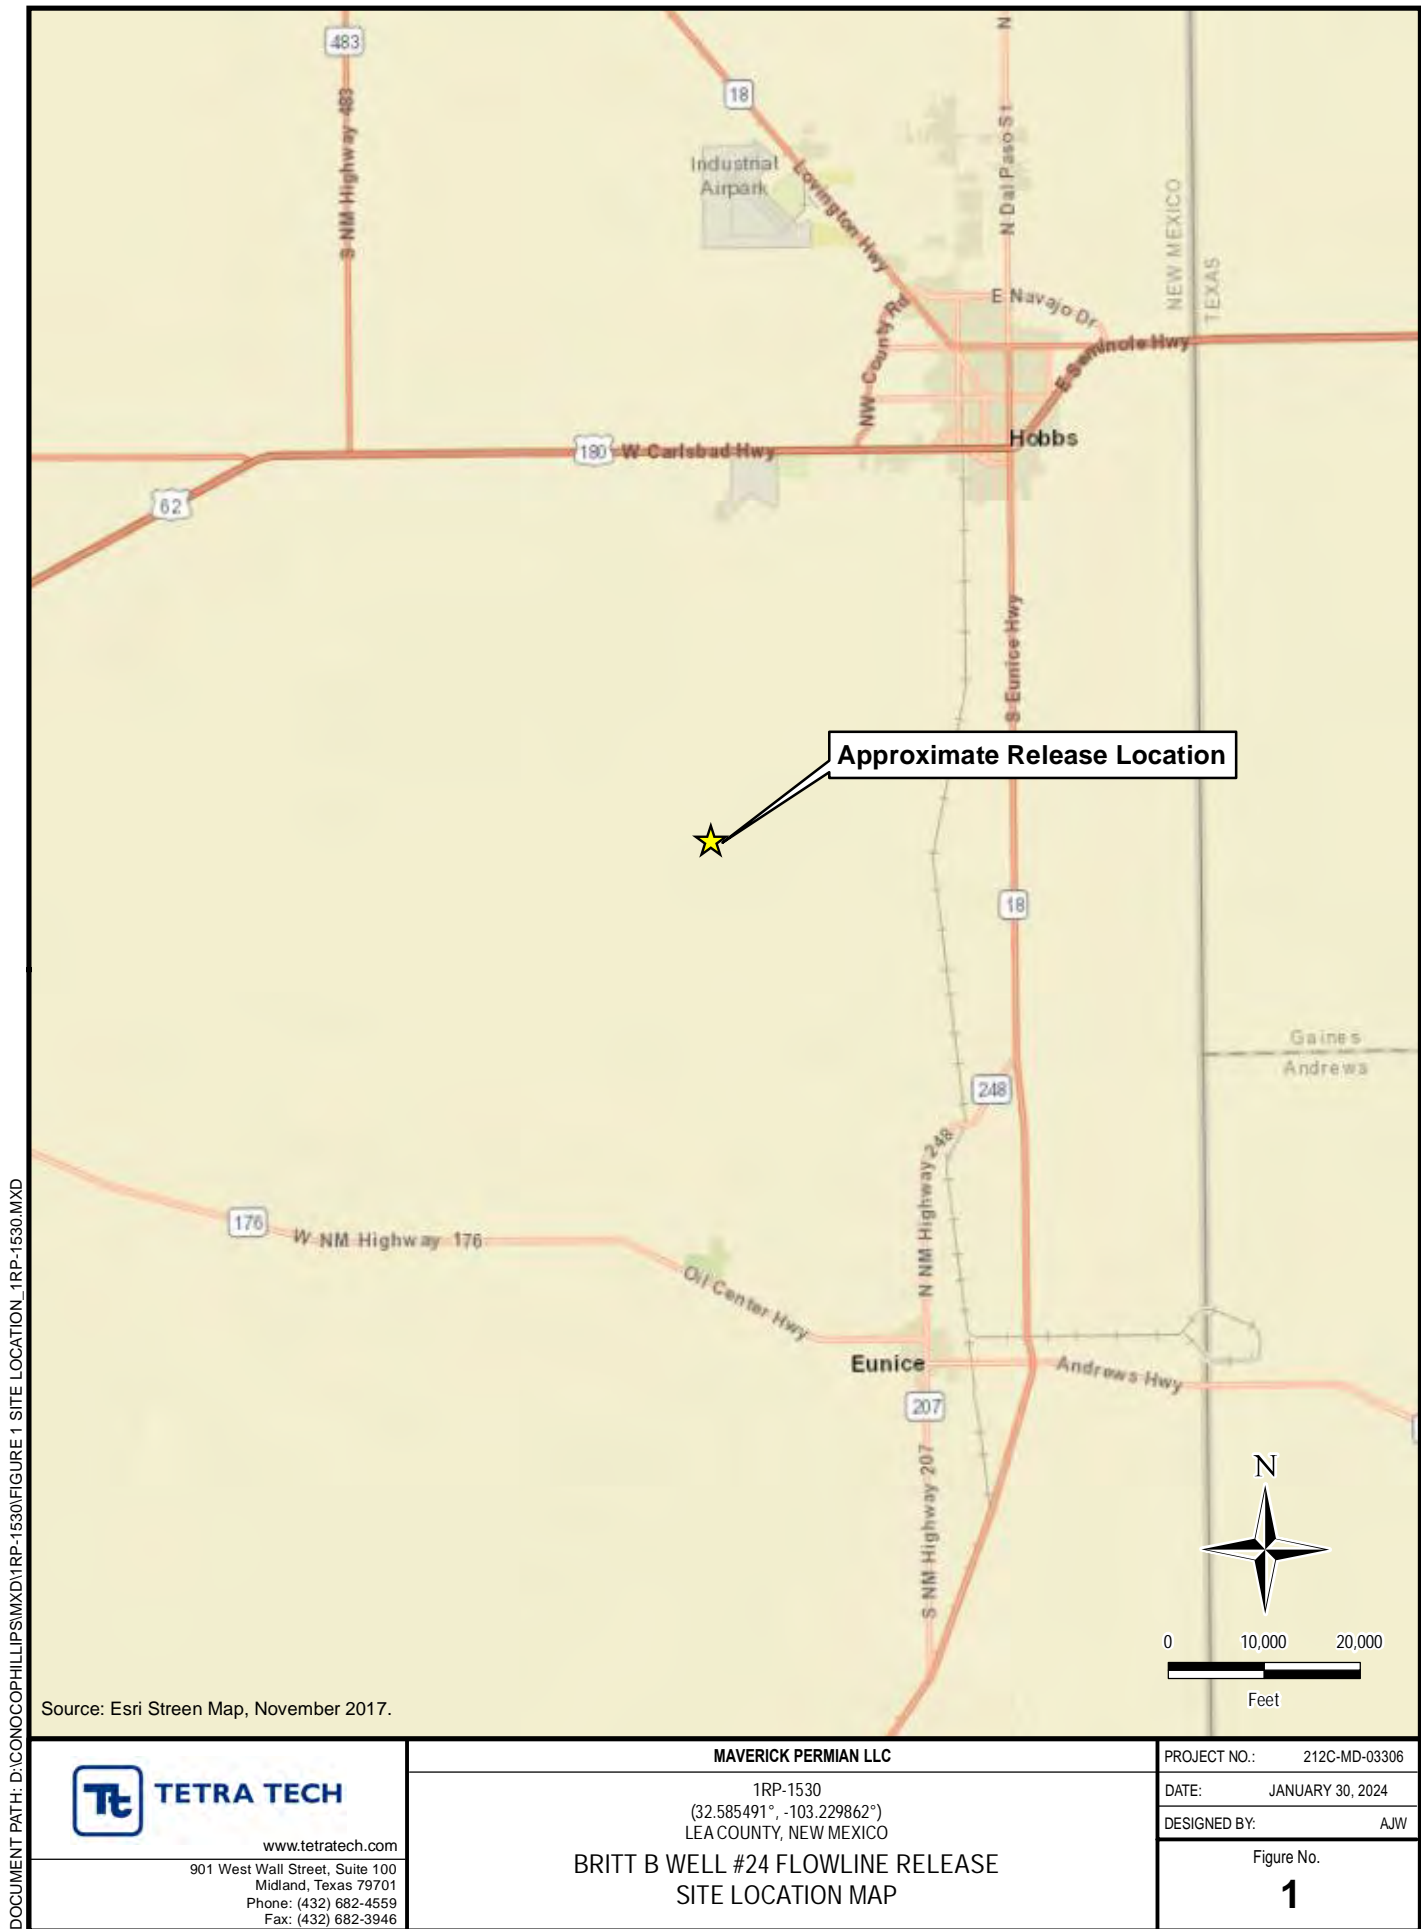 483
S NM Highway 483
18
N
N Dal Paso St
Industrial
Airpark
Lovington Hwy
NEW MEXICO
TEXAS
E Navajo Dr
NW County Rd
E Seminole Hwy
Hobbs
180
W Carlsbad Hwy
62
S Eunice Hwy
Approximate Release Location
18
Gaines
Andrews
248
N NM Highway 248
176
W NM Highway 176
Oil Center Hwy
Eunice
Andrews Hwy
207
S NM Highway 207
N
0 10,000 20,000
Feet
Source: Esri Streen Map, November 2017.
DOCUMENT PATH: D:\CONOCOPHILLIPS\MXD\1RP-1530\FIGURE 1 SITE LOCATION_1RP-1530.MXD
Tt TETRA TECH
www.tetratech.com
901 West Wall Street, Suite 100
Midland, Texas 79701
Phone: (432) 682-4559
Fax: (432) 682-3946
MAVERICK PERMIAN LLC
1RP-1530
(32.585491°, -103.229862°)
LEA COUNTY, NEW MEXICO
BRITT B WELL #24 FLOWLINE RELEASE
SITE LOCATION MAP
PROJECT NO.: 212C-MD-03306
DATE: JANUARY 30, 2024
DESIGNED BY: AJW
Figure No.
1